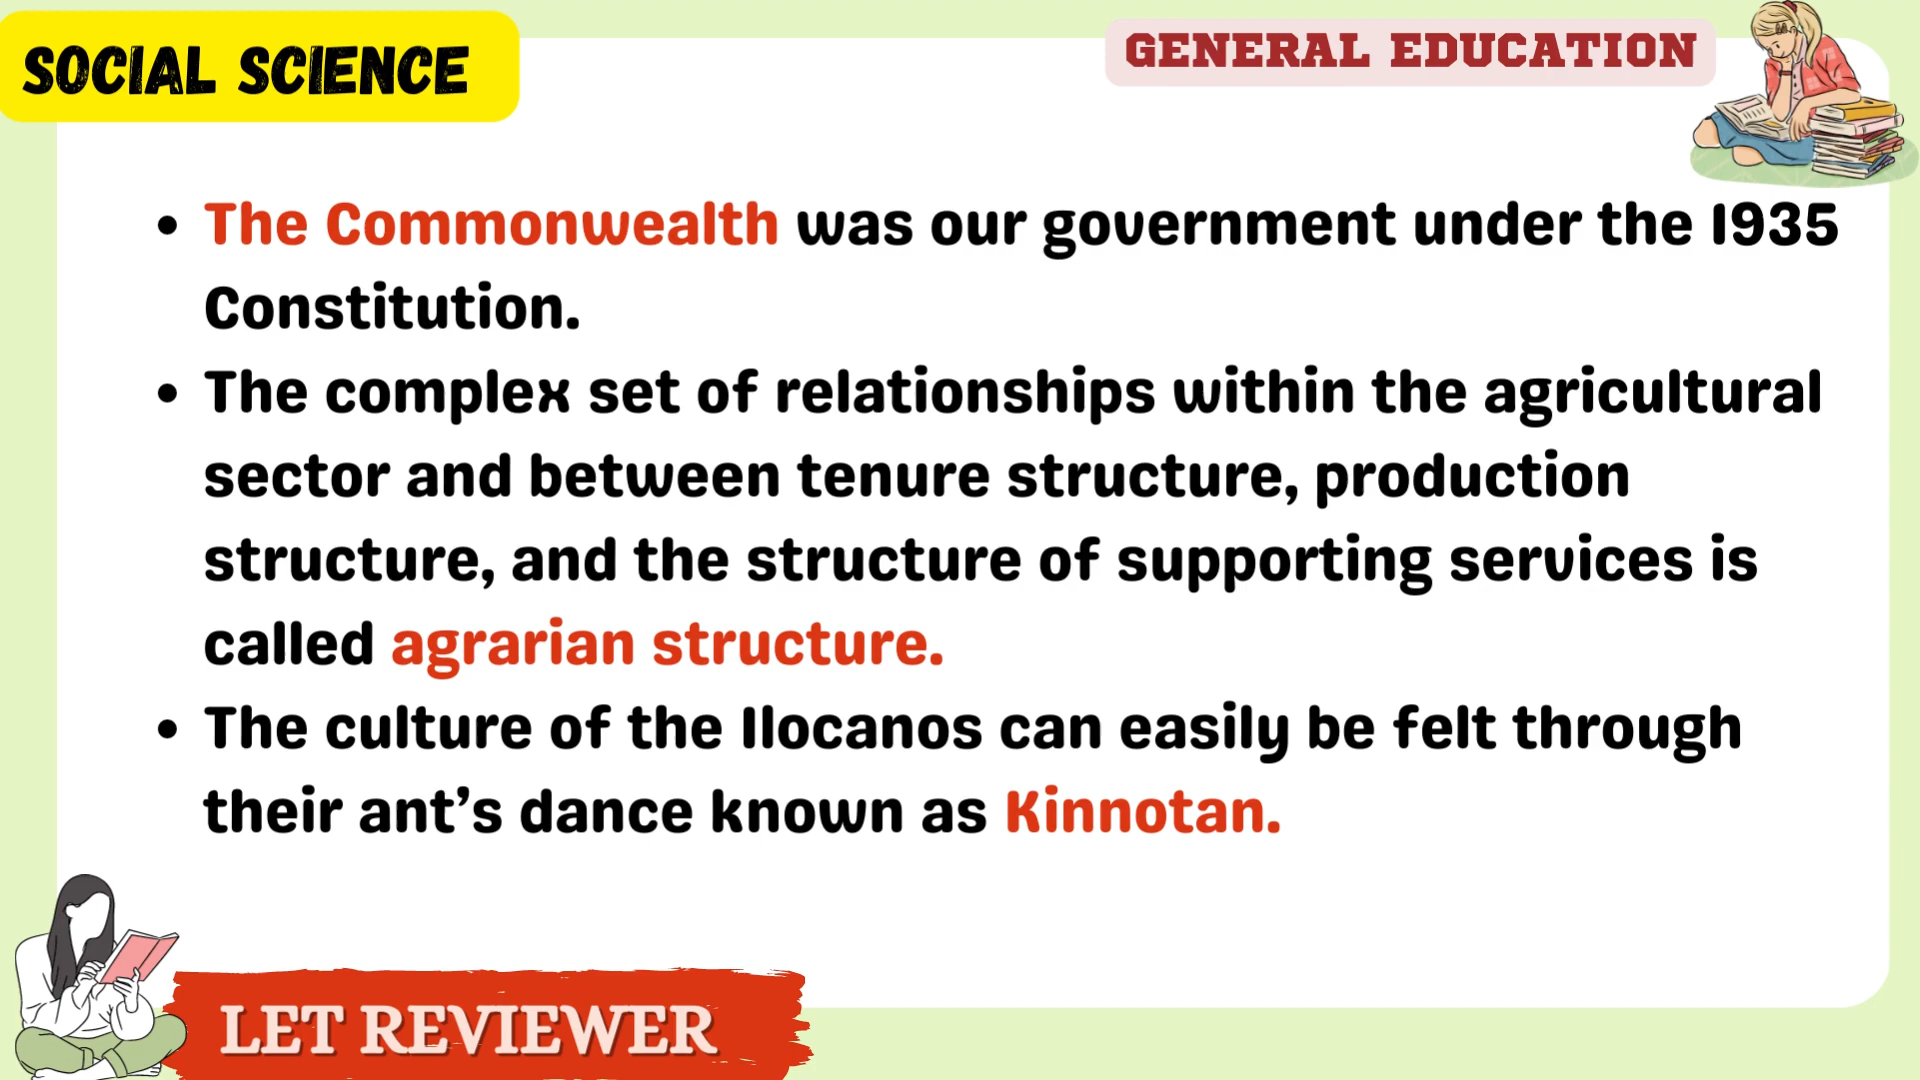 SOCIAL SCIENCE
GENERAL EDUCATION
• The Commonwealth was our government under the 1935
Constitution.
• The complex set of relationships within the agricultural
sector and between tenure structure, production
structure, and the structure of supporting services is
called agrarian structure.
• The culture of the Ilocanos can easily be felt through
their ant's dance known as Kinnotan.
LET REVIEWER